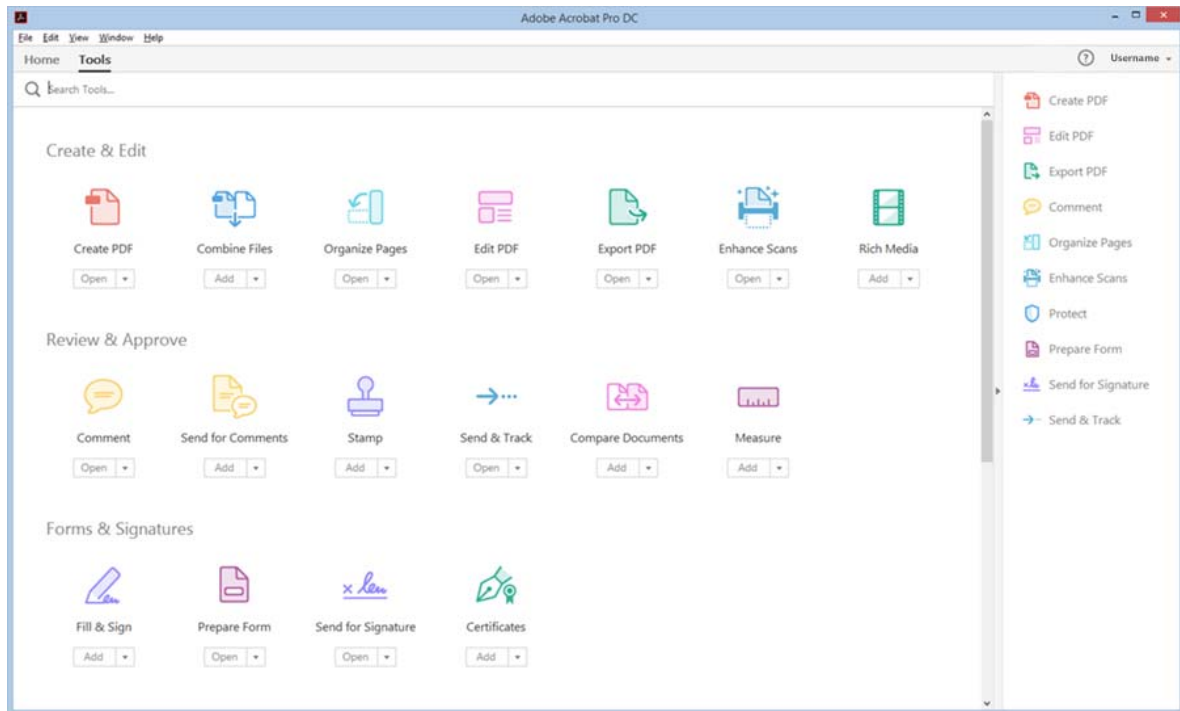 Adobe Acrobat Pro DC
File Edit View Window Help
Home Tools
Username
Search Tools...
Create & Edit
Create PDF Combine Files Organize Pages Edit PDF Export PDF Enhance Scans Rich Media
Open Add Open Open Open Open Add
Review & Approve
Comment Send for Comments Stamp Send & Track Compare Documents Measure
Open Add Add Open Add Add
Forms & Signatures
Fill & Sign Prepare Form Send for Signature Certificates
Add Open Open Add
Create PDF
Edit PDF
Export PDF
Comment
Organize Pages
Enhance Scans
Protect
Prepare Form
Send for Signature
Send & Track